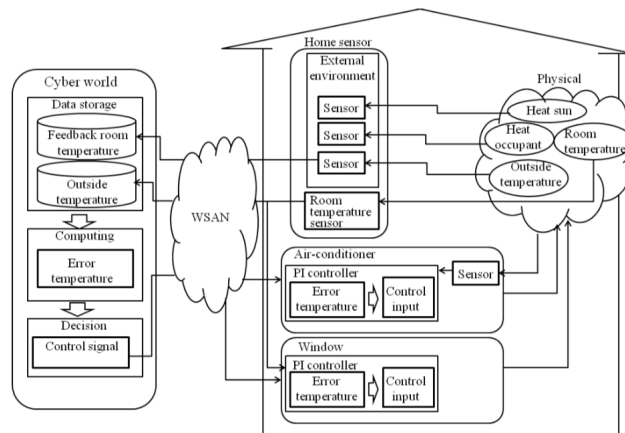 Cyber world
Data storage
Feedback room
temperature
Outside
temperature
Computing
Error
temperature
Decision
Control signal
WSAN
Home sensor
External
environment
Sensor
Sensor
Sensor
Room
temperature
sensor
Physical
Heat sun
Heat
occupant
Room
temperature
Outside
temperature
Air-conditioner
PI controller
Error
temperature
Control
input
Sensor
Window
PI controller
Error
temperature
Control
input